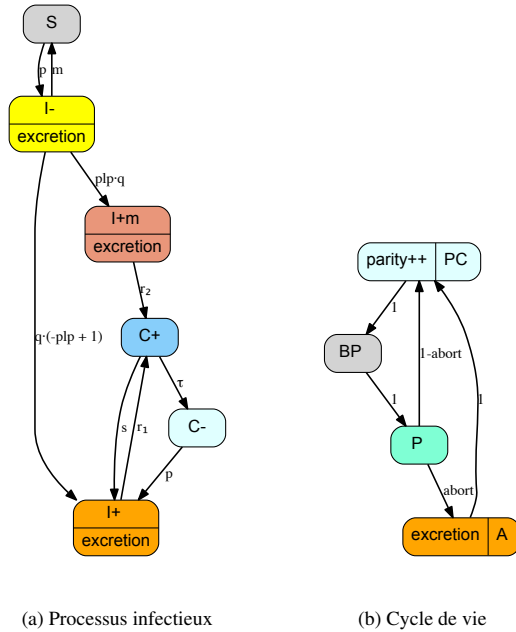 S
p
m
I-
excretion
plp·q
I+m
excretion
r₂
q·(-plp + 1)
C+
τ
s
r₁
C-
p
I+
excretion
parity++
PC
1
BP
1-abort
1
1
P
abort
excretion
A
(a) Processus infectieux
(b) Cycle de vie